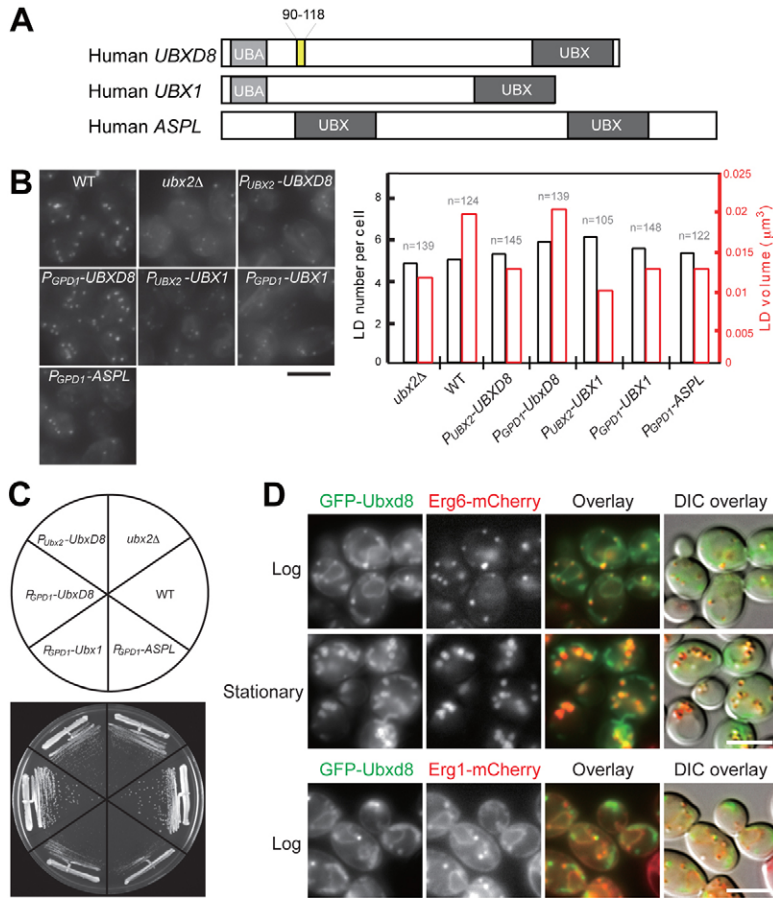 A
90-118
Human UBXD8 UBA UBX
Human UBX1 UBA UBX
Human ASPL UBX UBX
B
WT ubx2Δ PUBX2-UBXD8
PGPD1-UBXD8 PUBX2-UBX1 PGPD1-UBX1
PGPD1-ASPL
LD number per cell
8
6
4
2
0
n=139
n=124
n=145
n=139
n=105
n=148
n=122
0.025
0.02
0.015
0.01
0.005
0
LD volume (μm³)
ubx2Δ
WT
PUBX2-UBXD8
PGPD1-UbxD8
PUBX2-UBX1
PGPD1-UBX1
PGPD1-ASPL
C
PUbx2-UbxD8 ubx2Δ
PGPD1-UbxD8 WT
PGPD1-Ubx1 PGPD1-ASPL
D
GFP-Ubxd8 Erg6-mCherry Overlay DIC overlay
Log
Stationary
GFP-Ubxd8 Erg1-mCherry Overlay DIC overlay
Log